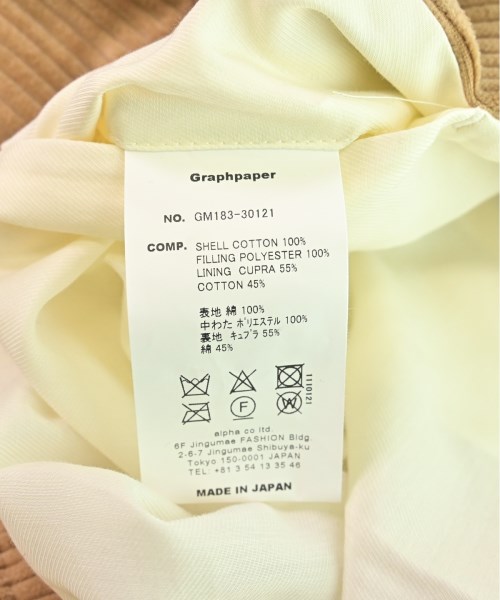 Graphpaper
NO. GM183-30121
COMP. SHELL COTTON 100%
FILLING POLYESTER 100%
LINING CUPRA 55%
COTTON 45%
表地 綿 100%
中わた ポリエステル 100%
裏地 キュプラ 55%
綿 45%
1110121
F
W
alpha co ltd.
6F Jingumae FASHION Bldg.
2-6-7 Jingumae Shibuya-ku
Tokyo 150-0001 JAPAN
TEL: +81 3 54 13 35 46
MADE IN JAPAN